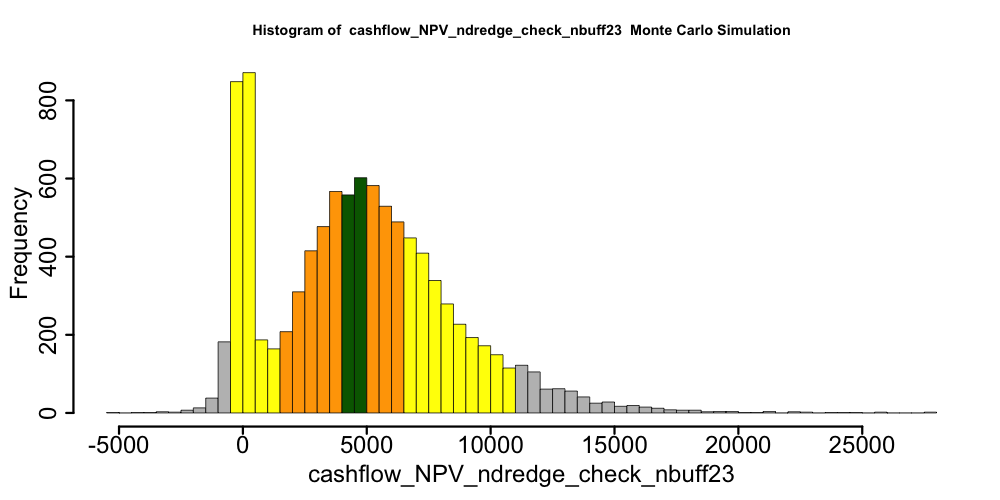 Histogram of  cashflow_NPV_ndredge_check_nbuff23  Monte Carlo Simulation
Frequency
800
600
400
200
0
-5000 0 5000 10000 15000 20000 25000
cashflow_NPV_ndredge_check_nbuff23